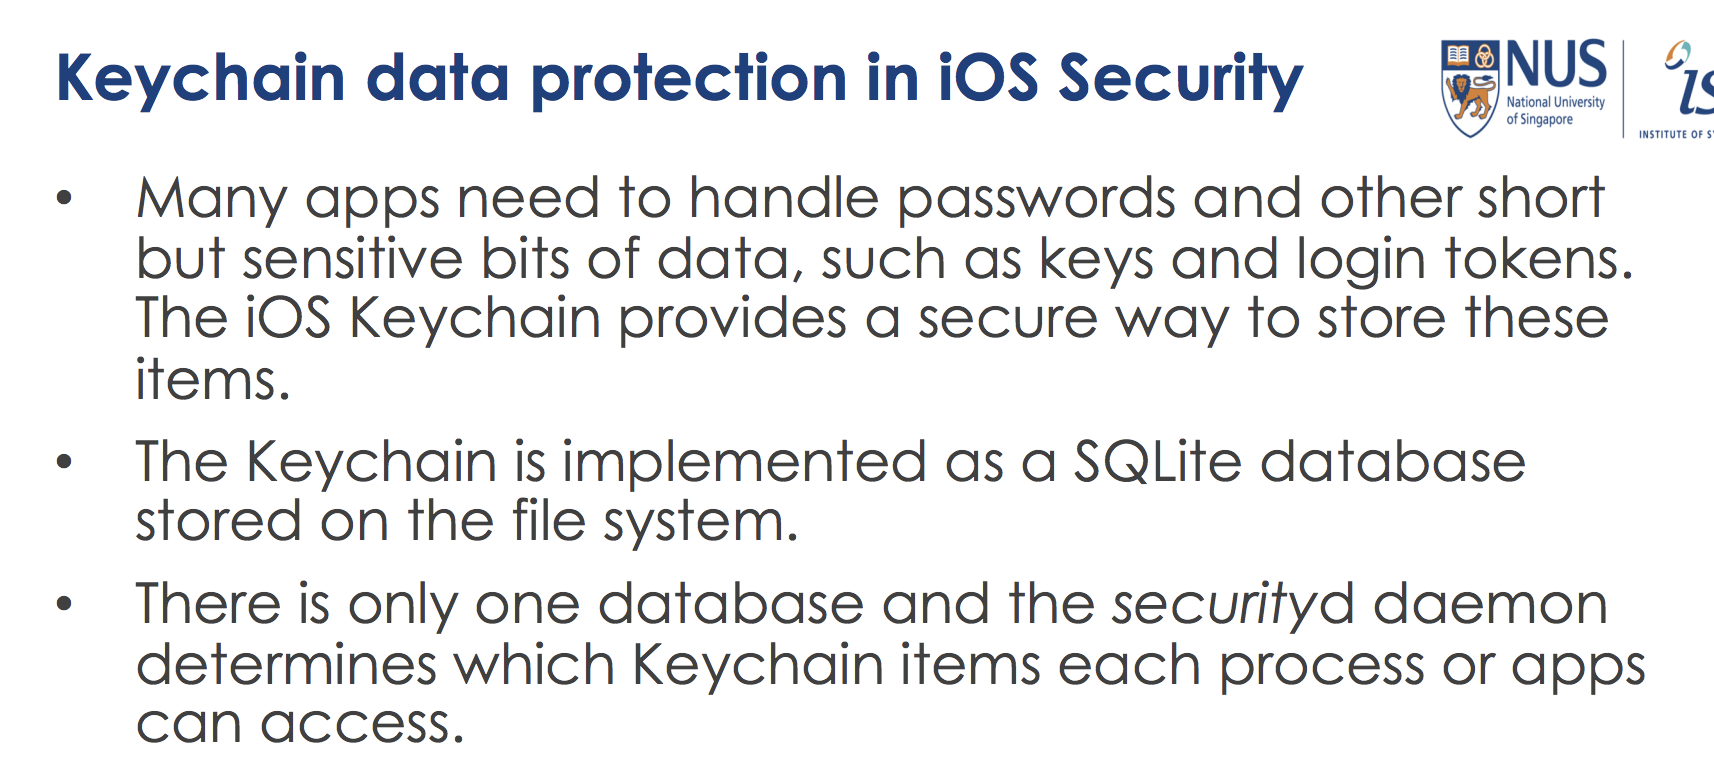 Keychain data protection in iOS Security
NUS
National University
of Singapore
INSTITUTE OF
• Many apps need to handle passwords and other short
but sensitive bits of data, such as keys and login tokens.
The iOS Keychain provides a secure way to store these
items.
• The Keychain is implemented as a SQLite database
stored on the file system.
• There is only one database and the securityd daemon
determines which Keychain items each process or apps
can access.